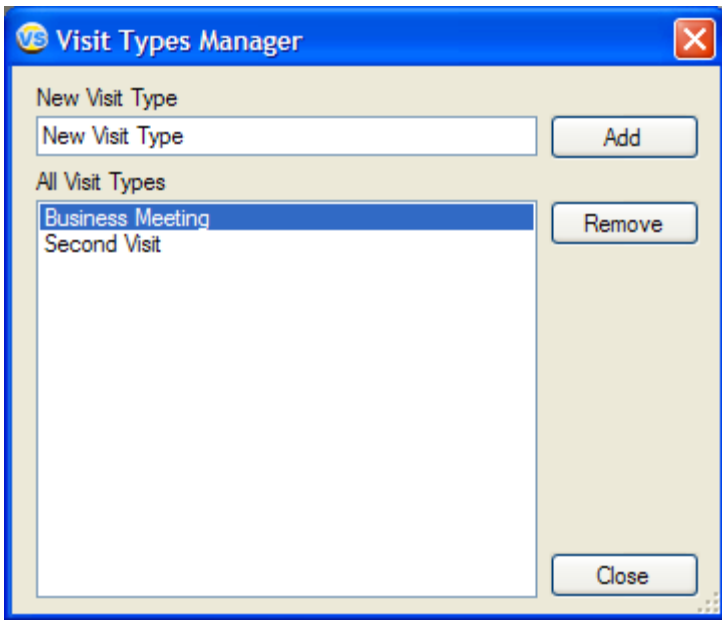 VS Visit Types Manager
New Visit Type
New Visit Type Add
All Visit Types
Business Meeting Remove
Second Visit
Close